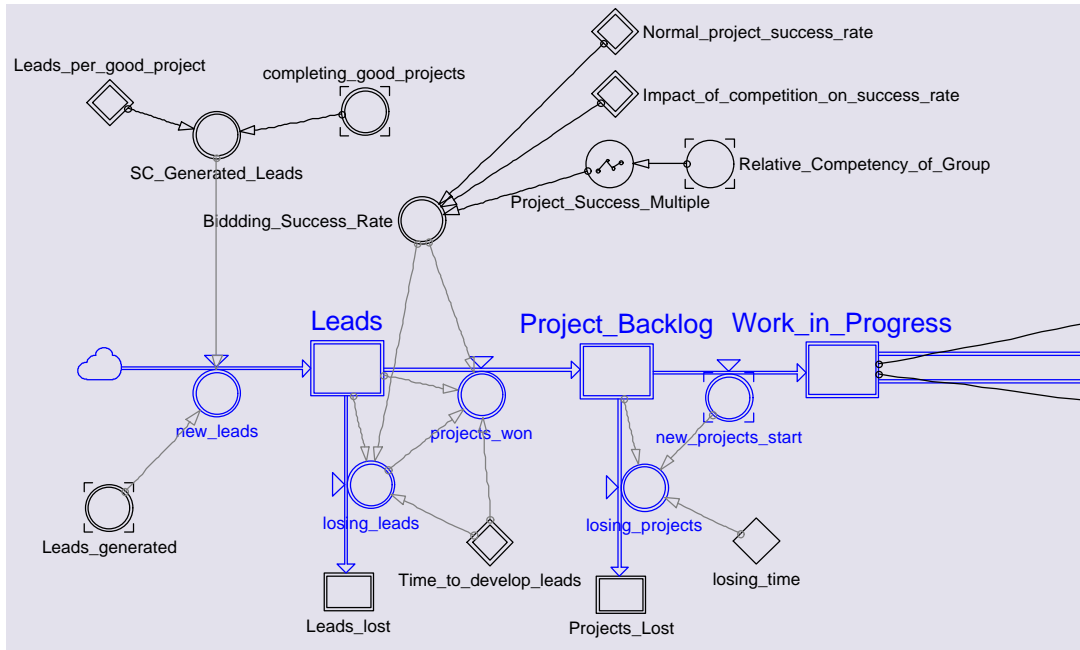 Normal_project_success_rate
Leads_per_good_project
completing_good_projects
Impact_of_competition_on_success_rate
SC_Generated_Leads
Relative_Competency_of_Group
Project_Success_Multiple
Biddding_Success_Rate
Leads
Project_Backlog
Work_in_Progress
new_leads
projects_won
new_projects_start
losing_leads
losing_projects
Leads_generated
Time_to_develop_leads
losing_time
Leads_lost
Projects_Lost